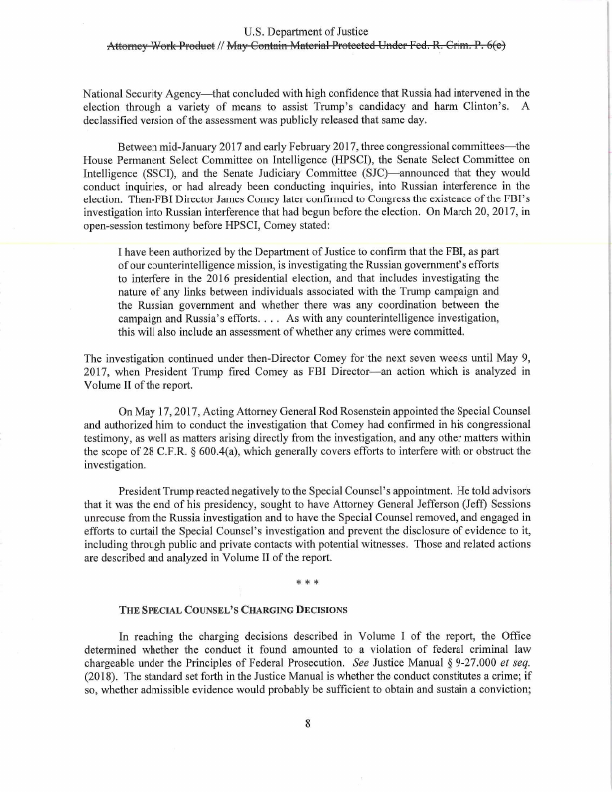 U.S. Department of Justice
Attorney Work Product // May Contain Material Protected Under Fed. R. Crim. P. 6(e)
National Security Agency—that concluded with high confidence that Russia had intervened in the
election through a variety of means to assist Trump's candidacy and harm Clinton's. A
declassified version of the assessment was publicly released that same day.
Between mid-January 2017 and early February 2017, three congressional committees—the
House Permanent Select Committee on Intelligence (HPSCI), the Senate Select Committee on
Intelligence (SSCI), and the Senate Judiciary Committee (SJC)—announced that they would
conduct inquiries, or had already been conducting inquiries, into Russian interference in the
election. Then-FBI Director James Comey later confirmed to Congress the existence of the FBI's
investigation into Russian interference that had begun before the election. On March 20, 2017, in
open-session testimony before HPSCI, Comey stated:
I have been authorized by the Department of Justice to confirm that the FBI, as part
of our counterintelligence mission, is investigating the Russian government's efforts
to interfere in the 2016 presidential election, and that includes investigating the
nature of any links between individuals associated with the Trump campaign and
the Russian government and whether there was any coordination between the
campaign and Russia's efforts. . . . As with any counterintelligence investigation,
this will also include an assessment of whether any crimes were committed.
The investigation continued under then-Director Comey for the next seven weeks until May 9,
2017, when President Trump fired Comey as FBI Director—an action which is analyzed in
Volume II of the report.
On May 17, 2017, Acting Attorney General Rod Rosenstein appointed the Special Counsel
and authorized him to conduct the investigation that Comey had confirmed in his congressional
testimony, as well as matters arising directly from the investigation, and any other matters within
the scope of 28 C.F.R. § 600.4(a), which generally covers efforts to interfere with or obstruct the
investigation.
President Trump reacted negatively to the Special Counsel's appointment. He told advisors
that it was the end of his presidency, sought to have Attorney General Jefferson (Jeff) Sessions
unrecuse from the Russia investigation and to have the Special Counsel removed, and engaged in
efforts to curtail the Special Counsel's investigation and prevent the disclosure of evidence to it,
including through public and private contacts with potential witnesses. Those and related actions
are described and analyzed in Volume II of the report.
* * *
THE SPECIAL COUNSEL'S CHARGING DECISIONS
In reaching the charging decisions described in Volume I of the report, the Office
determined whether the conduct it found amounted to a violation of federal criminal law
chargeable under the Principles of Federal Prosecution. See Justice Manual § 9-27.000 et seq.
(2018). The standard set forth in the Justice Manual is whether the conduct constitutes a crime; if
so, whether admissible evidence would probably be sufficient to obtain and sustain a conviction;
8